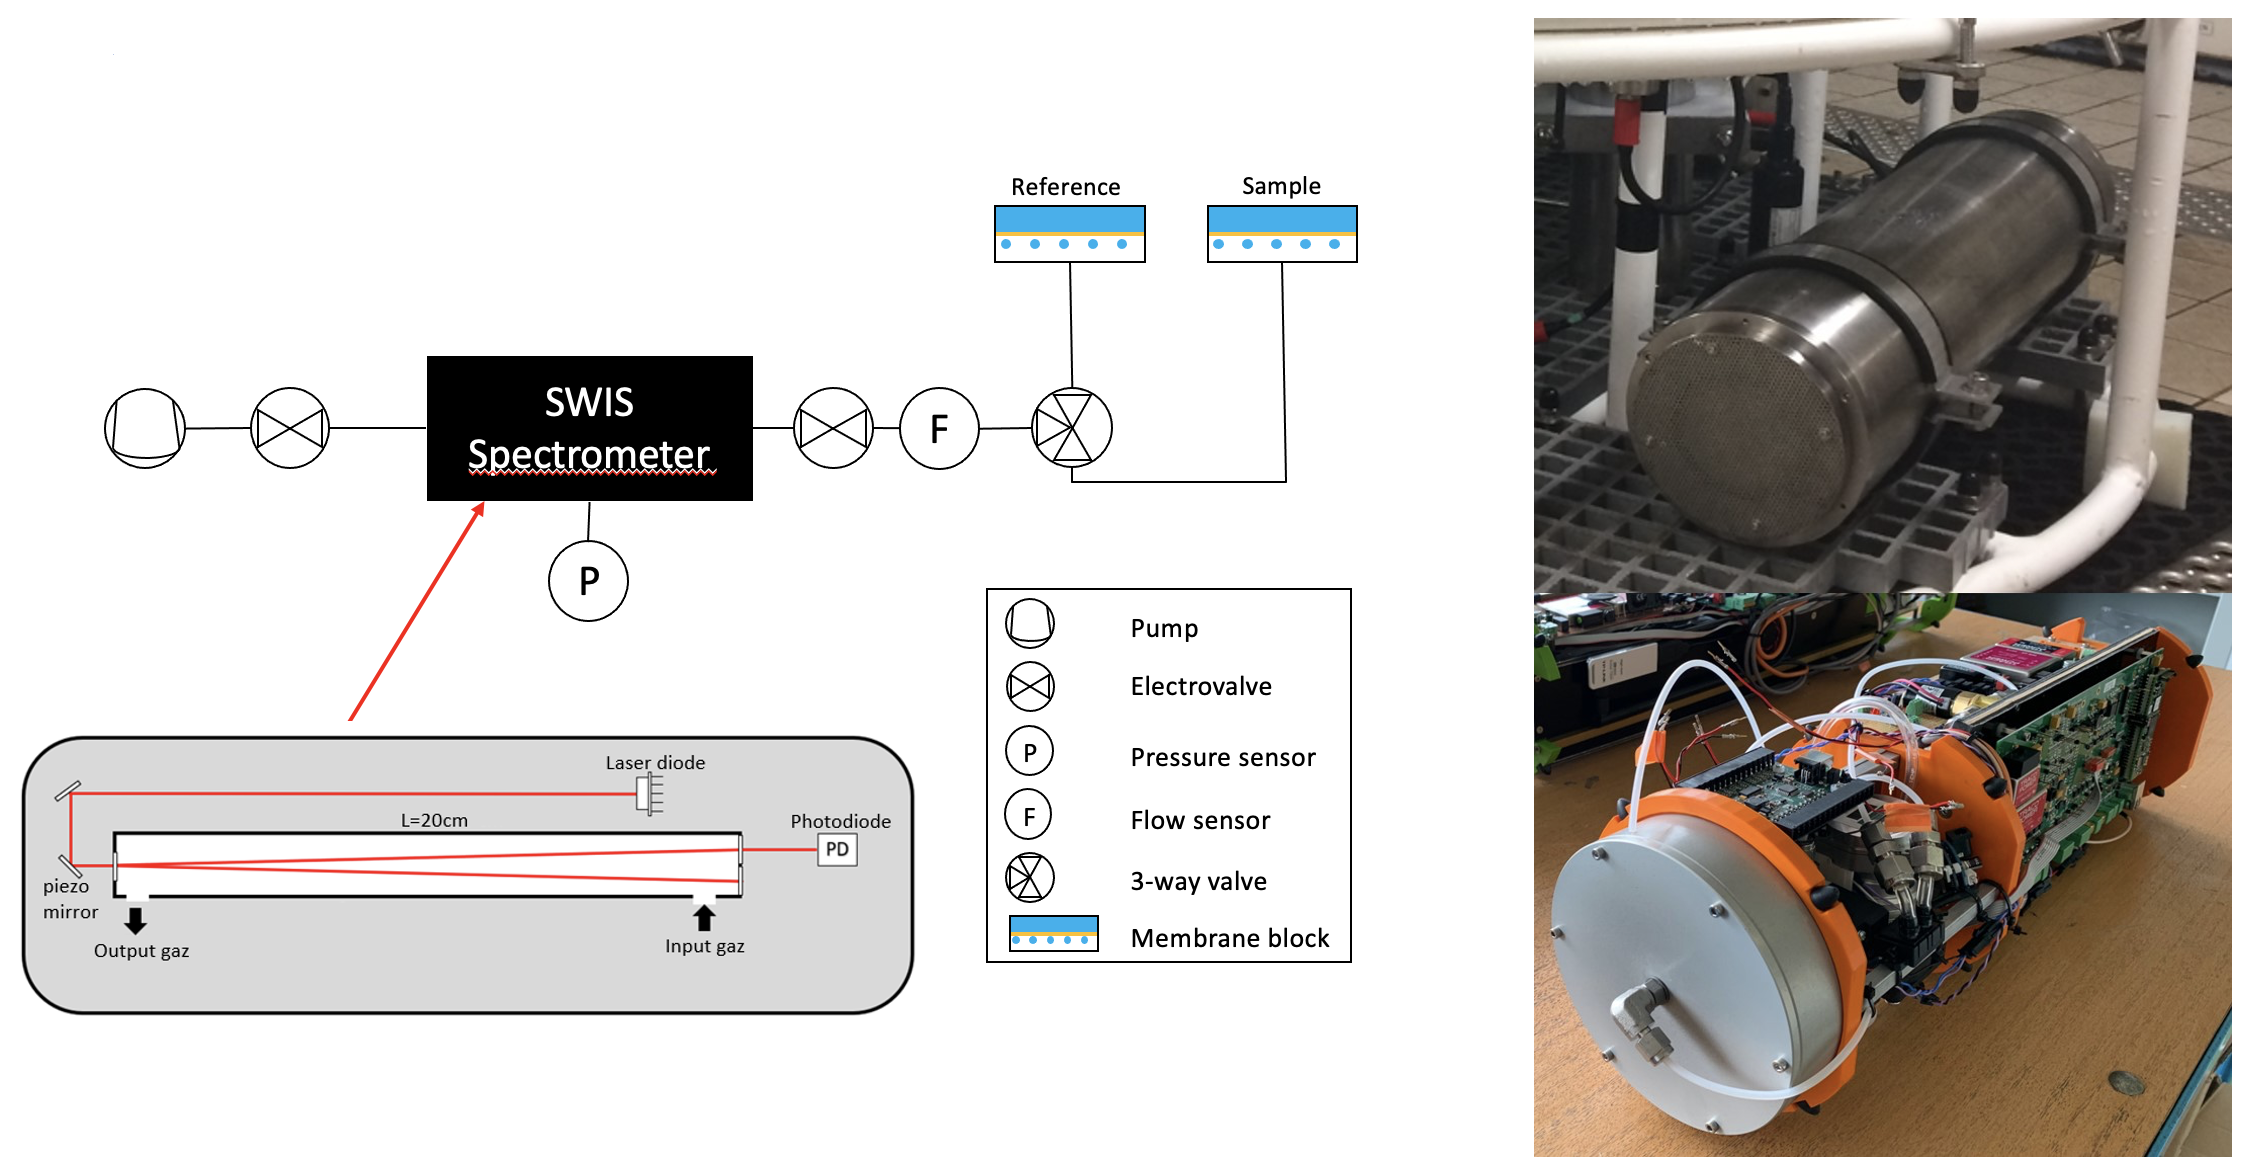 Reference
Sample
SWIS
Spectrometer
F
P
Pump
Electrovalve
P
Pressure sensor
F
Flow sensor
3-way valve
Membrane block
Laser diode
L=20cm
Photodiode
PD
piezo
mirror
Output gaz
Input gaz